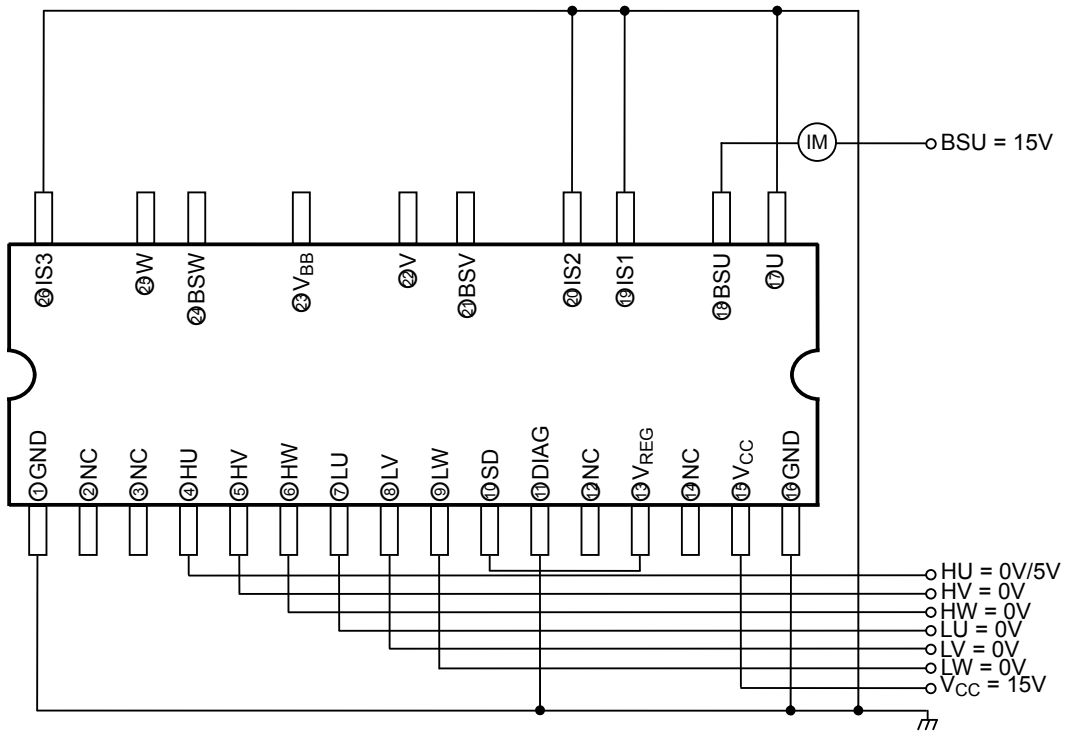 IM
BSU = 15V
㉖IS3
㉕W
㉔BSW
㉓VBB
㉒V
㉑BSV
⑳IS2
⑲IS1
⑱BSU
⑰U
①GND
②NC
③NC
④HU
⑤HV
⑥HW
⑦LU
⑧LV
⑨LW
⑩SD
⑪DIAG
⑫NC
⑬VREG
⑭NC
⑮VCC
⑯GND
HU = 0V/5V
HV = 0V
HW = 0V
LU = 0V
LV = 0V
LW = 0V
VCC = 15V